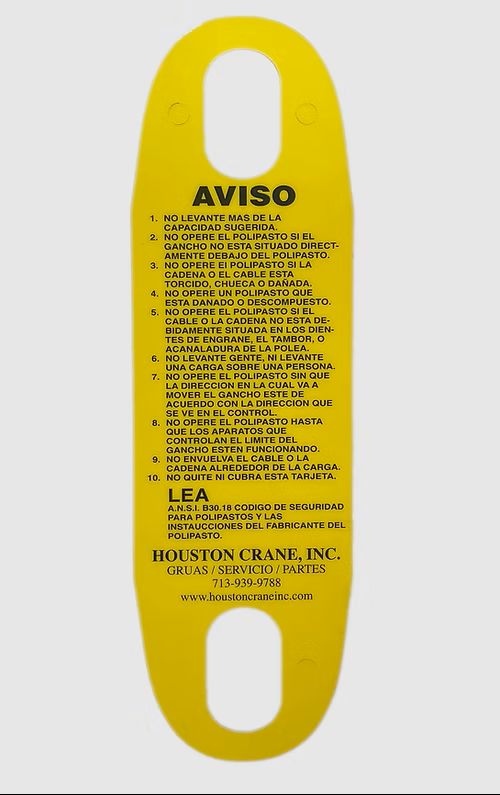 AVISO
1. NO LEVANTE MAS DE LA
CAPACIDAD SUGERIDA.
2. NO OPERE EL POLIPASTO SI EL
GANCHO NO ESTA SITUADO DIRECT-
AMENTE DEBAJO DEL POLIPASTO.
3. NO OPERE El POLIPASTO SI LA
CADENA O EL CABLE ESTA
TORCIDO, CHUECA O DAÑADA.
4. NO OPERE UN POLIPASTO QUE
ESTA DANADO O DESCOMPUESTO.
5. NO OPERE EL POLIPASTO SI EL
CABLE O LA CADENA NO ESTA DE-
BIDAMENTE SITUADA EN LOS DIEN-
TES DE ENGRANE, EL TAMBOR, O
ACANALADURA DE LA POLEA.
6. NO LEVANTE GENTE, NI LEVANTE
UNA CARGA SOBRE UNA PERSONA.
7. NO OPERE EL POLIPASTO SIN QUE
LA DIRECCION EN LA CUAL VA A
MOVER EL GANCHO ESTE DE
ACUERDO CON LA DIRECCION QUE
SE VE EN EL CONTROL.
8. NO OPERE EL POLIPASTO HASTA
QUE LOS APARATOS QUE
CONTROLAN EL LIMITE DEL
GANCHO ESTEN FUNCIONANDO.
9. NO ENVUELVA EL CABLE O LA
CADENA ALREDEDOR DE LA CARGA.
10. NO QUITE NI CUBRA ESTA TARJETA.
LEA
A.N.S.I. B30.18 CODIGO DE SEGURIDAD
PARA POLIPASTOS Y LAS
INSTAUCCIONES DEL FABRICANTE DEL
POLIPASTO.
HOUSTON CRANE, INC.
GRUAS / SERVICIO / PARTES
713-939-9788
www.houstoncraneinc.com